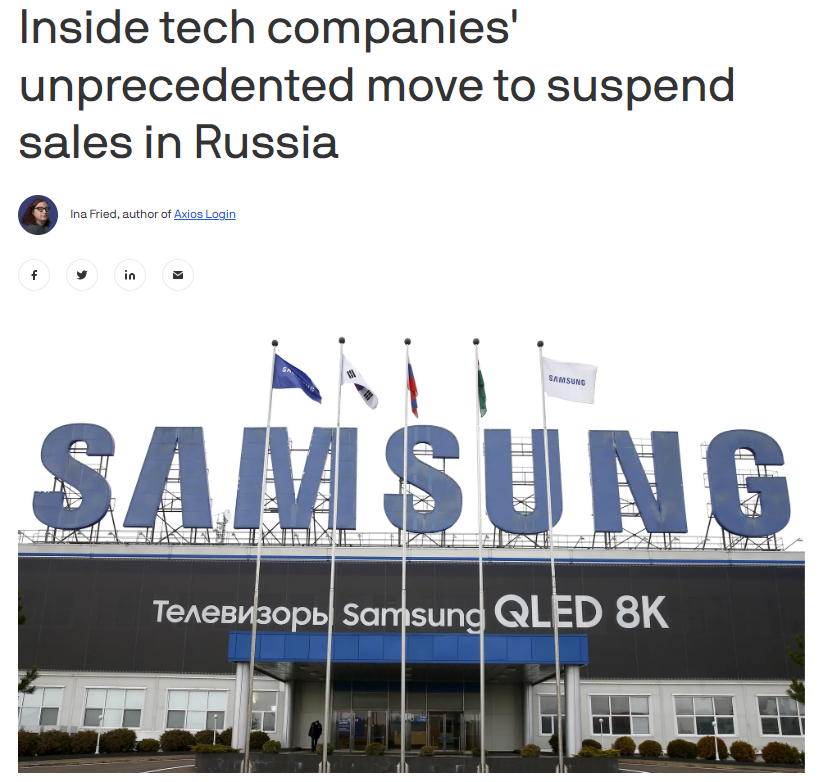 Inside tech companies'
unprecedented move to suspend
sales in Russia
Ina Fried, author of Axios Login
SAMSUNG
SAMSUNG
Телевизоры Samsung QLED 8K